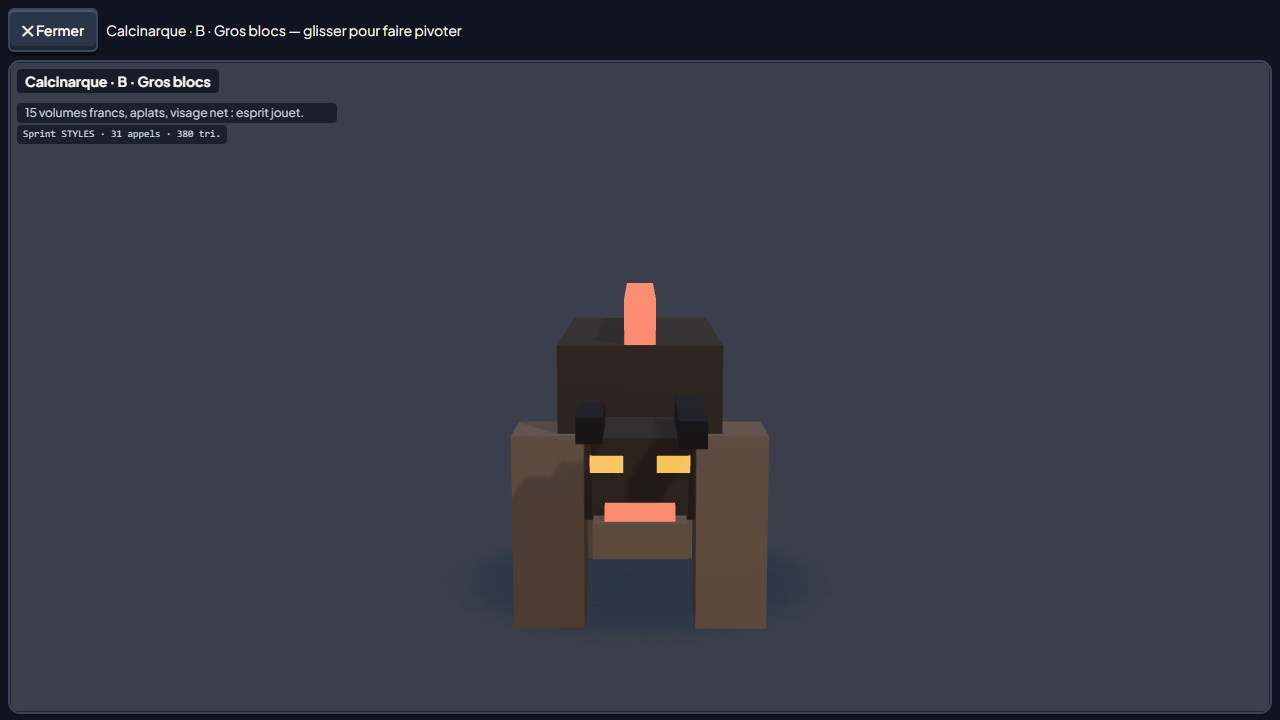 ✕ Fermer
Calcinarque · B · Gros blocs — glisser pour faire pivoter
Calcinarque · B · Gros blocs
15 volumes francs, aplats, visage net : esprit jouet.
Sprint STYLES · 31 appels · 380 tri.